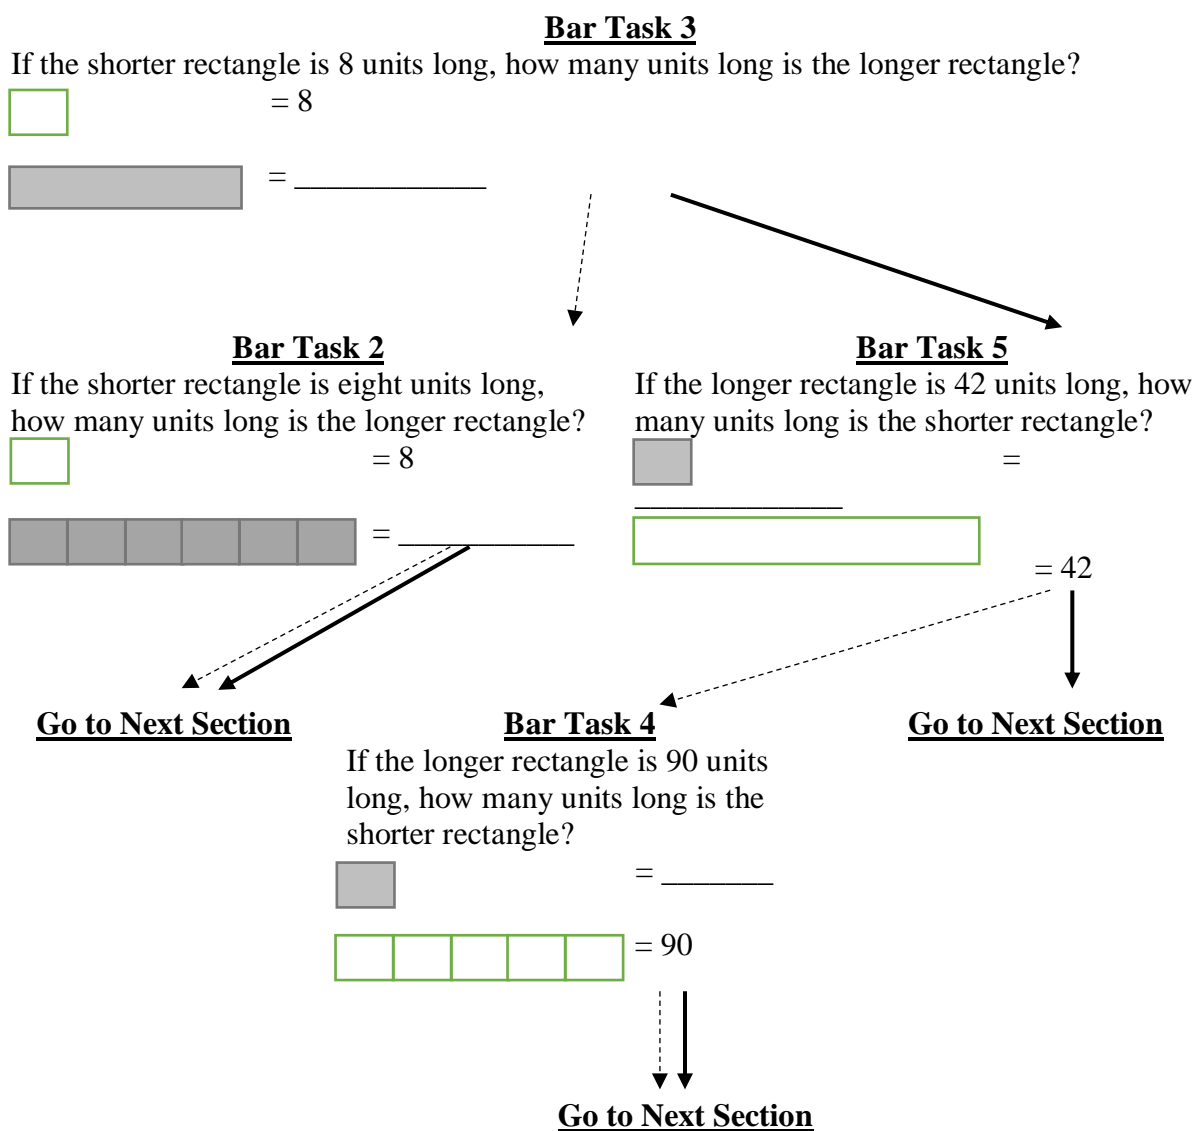 Bar Task 3
If the shorter rectangle is 8 units long, how many units long is the longer rectangle?
= 8
= ____________
Bar Task 2
If the shorter rectangle is eight units long,
how many units long is the longer rectangle?
= 8
= ___________
Bar Task 5
If the longer rectangle is 42 units long, how
many units long is the shorter rectangle?
=
_____________
= 42
Go to Next Section
Bar Task 4
If the longer rectangle is 90 units
long, how many units long is the
shorter rectangle?
= _______
= 90
Go to Next Section
Go to Next Section